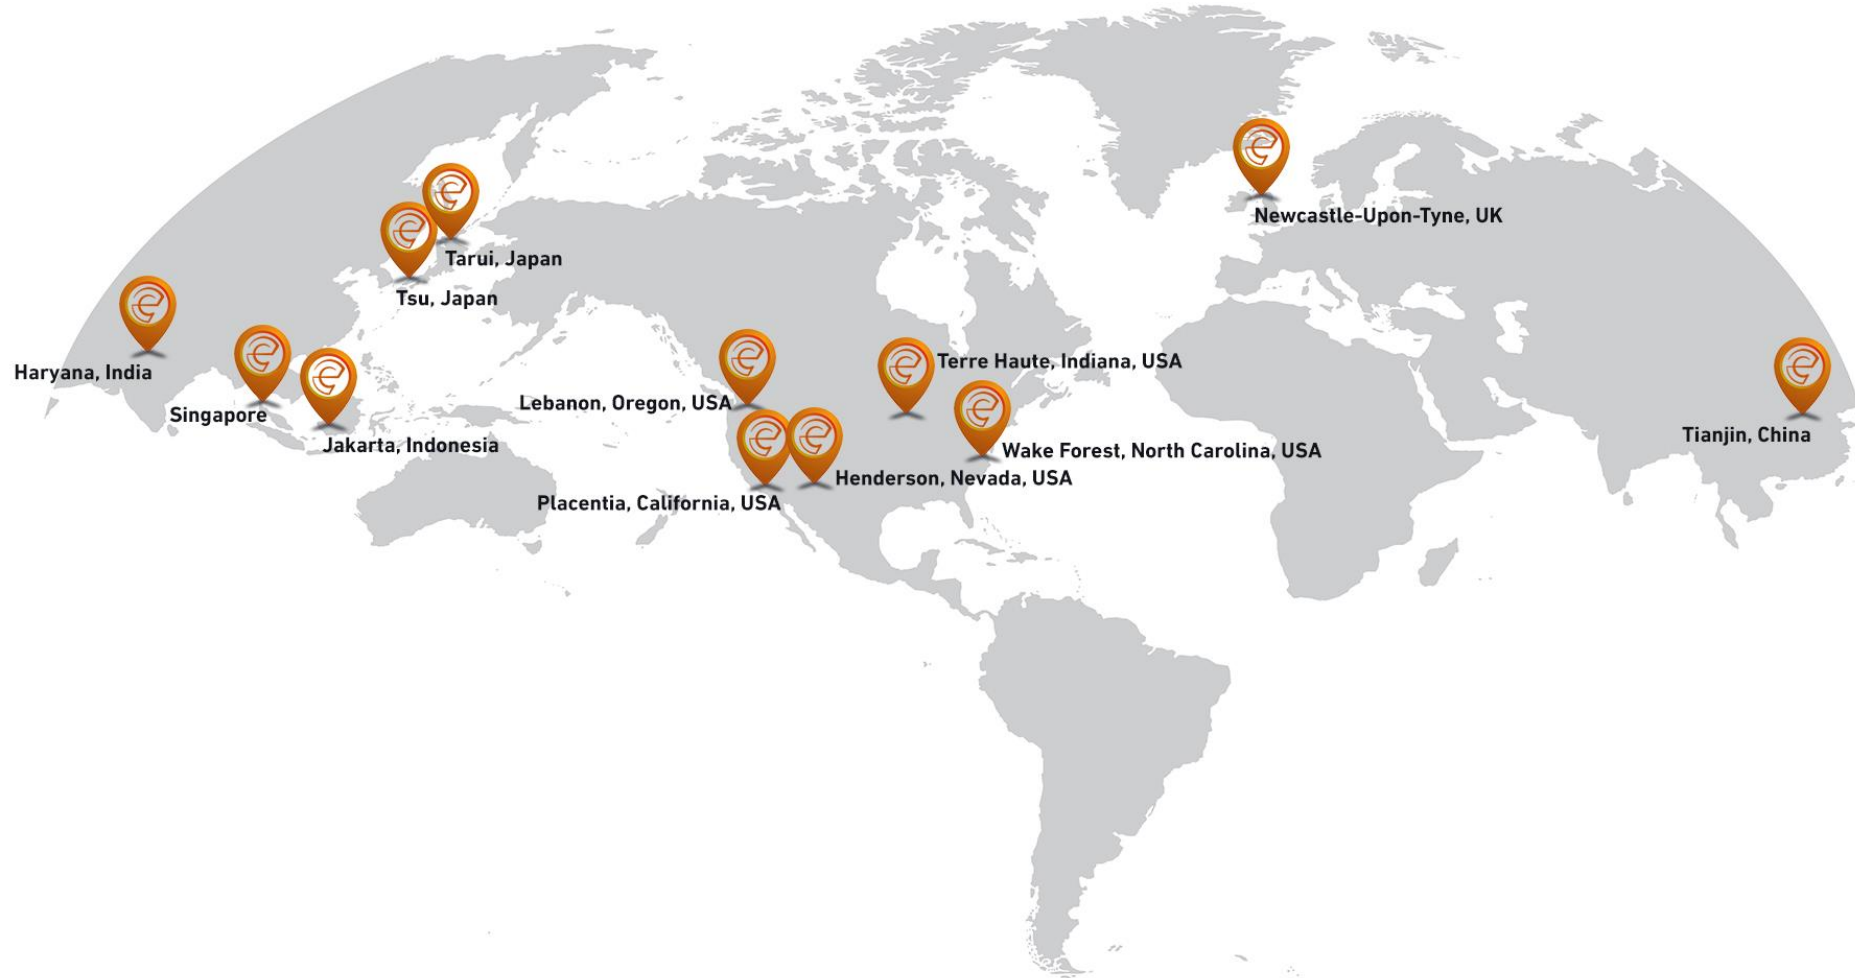 Newcastle-Upon-Tyne, UK
Tarui, Japan
Tsu, Japan
Haryana, India
Terre Haute, Indiana, USA
Lebanon, Oregon, USA
Singapore
Tianjin, China
Jakarta, Indonesia
Wake Forest, North Carolina, USA
Henderson, Nevada, USA
Placentia, California, USA